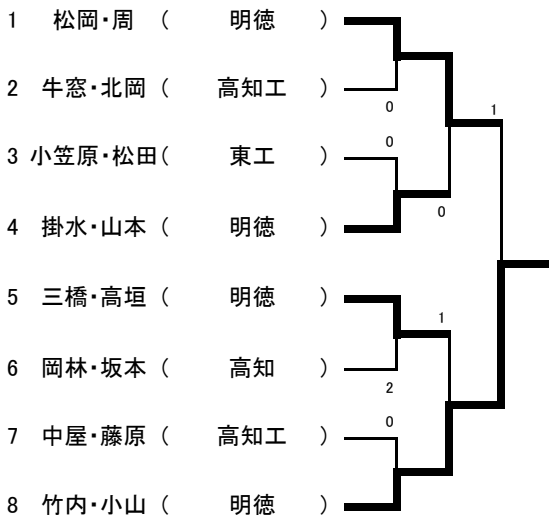 1 松岡・周 （ 明徳 ）
2 牛窓・北岡 （ 高知工 ）
0
1
3 小笠原・松田（ 東工 ）
0
4 掛水・山本 （ 明徳 ）
0
5 三橋・高垣 （ 明徳 ）
1
6 岡林・坂本 （ 高知 ）
2
7 中屋・藤原 （ 高知工 ）
0
8 竹内・小山 （ 明徳 ）